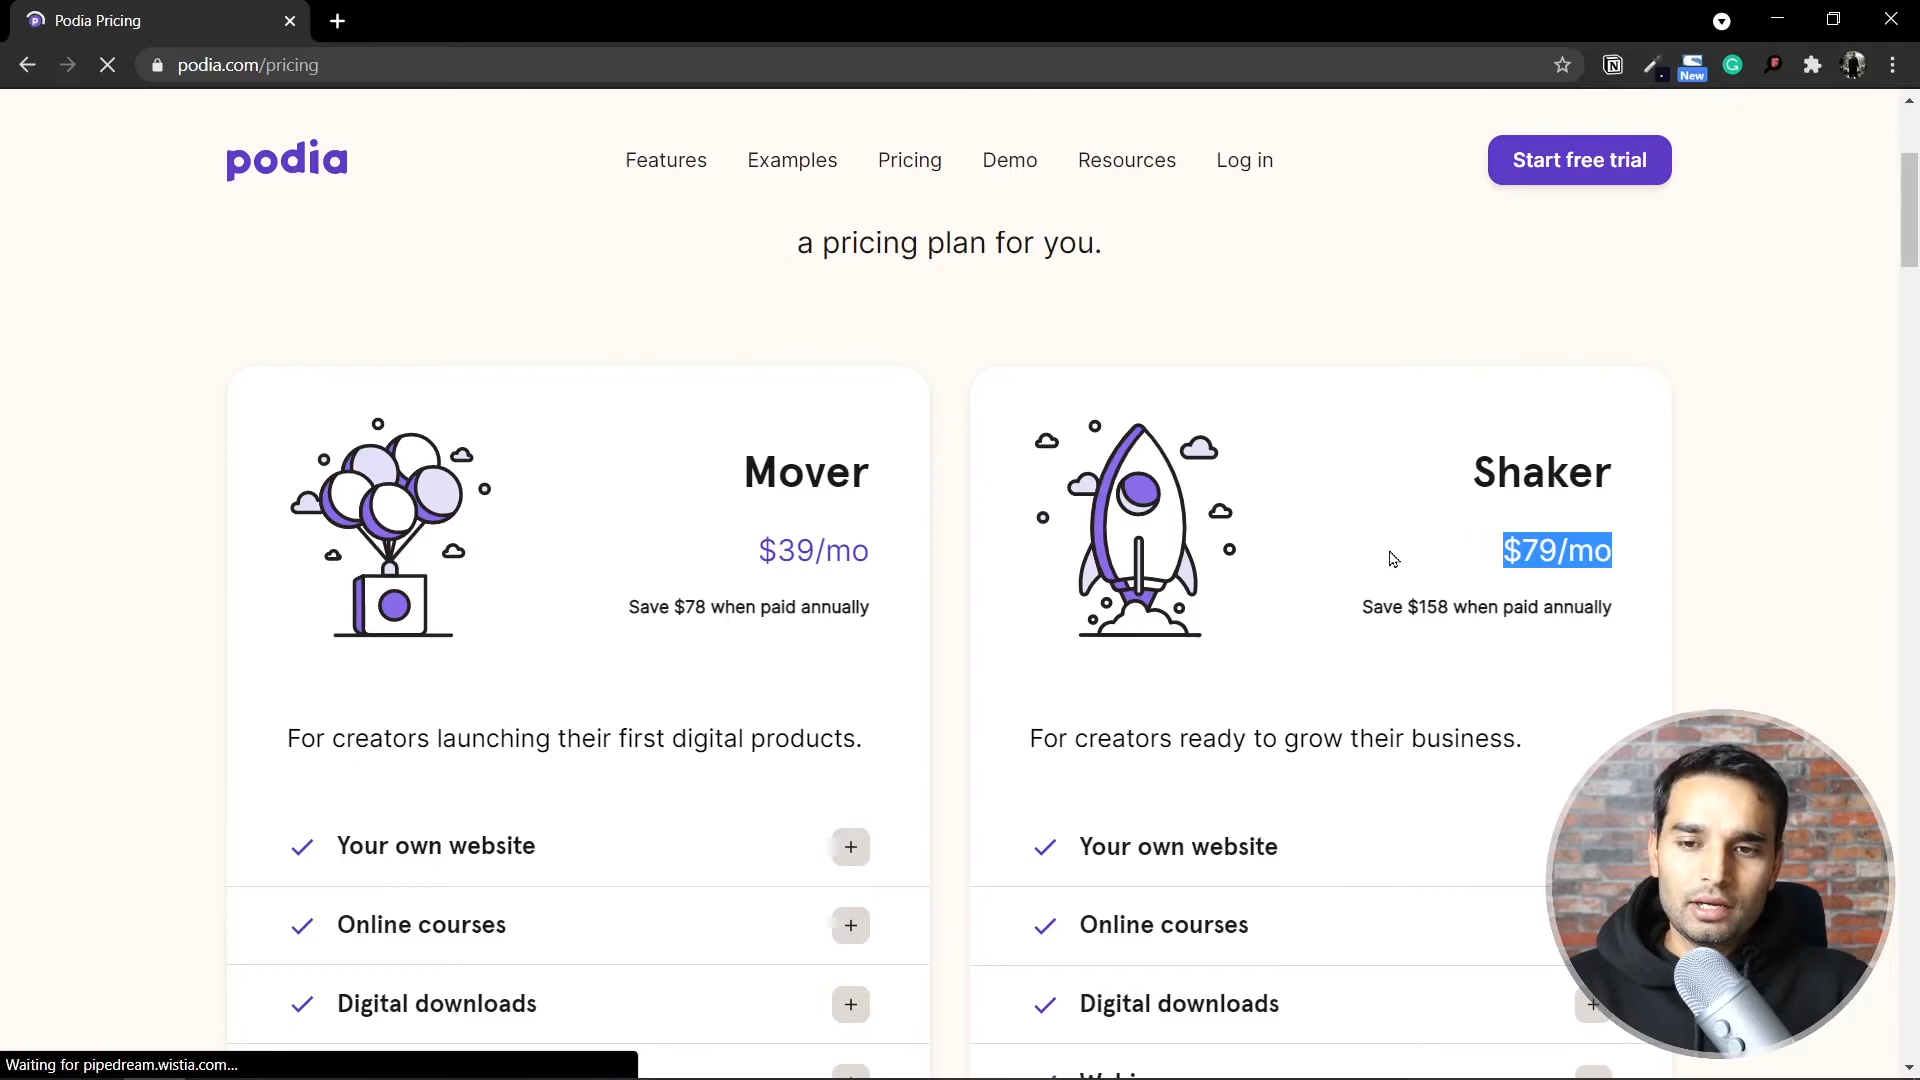 Podia Pricing
podia.com/pricing
New
podia
Features Examples Pricing Demo Resources Log in
Start free trial
a pricing plan for you.
Mover
$39/mo
Save $78 when paid annually
For creators launching their first digital products.
Your own website
Online courses
Digital downloads
Shaker
$79/mo
Save $158 when paid annually
For creators ready to grow their business.
Your own website
Online courses
Digital downloads
Waiting for pipedream.wistia.com...